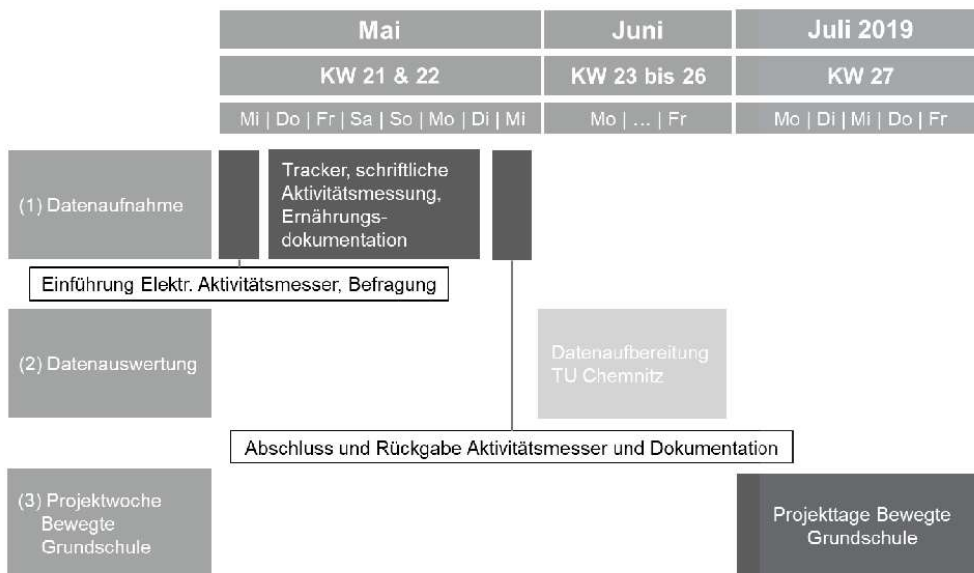 Mai
Juni
Juli 2019
KW 21 & 22
KW 23 bis 26
KW 27
Mi | Do | Fr | Sa | So | Mo | Di | Mi
Mo | ... | Fr
Mo | Di | Mi | Do | Fr
(1) Datenaufnahme
Tracker, schriftliche
Aktivitätsmessung,
Ernährungs-
dokumentation
Einführung Elektr. Aktivitätsmesser, Befragung
(2) Datenauswertung
Datenaufbereitung
TU Chemnitz
Abschluss und Rückgabe Aktivitätsmesser und Dokumentation
(3) Projektwoche
Bewegte
Grundschule
Projekttage Bewegte
Grundschule